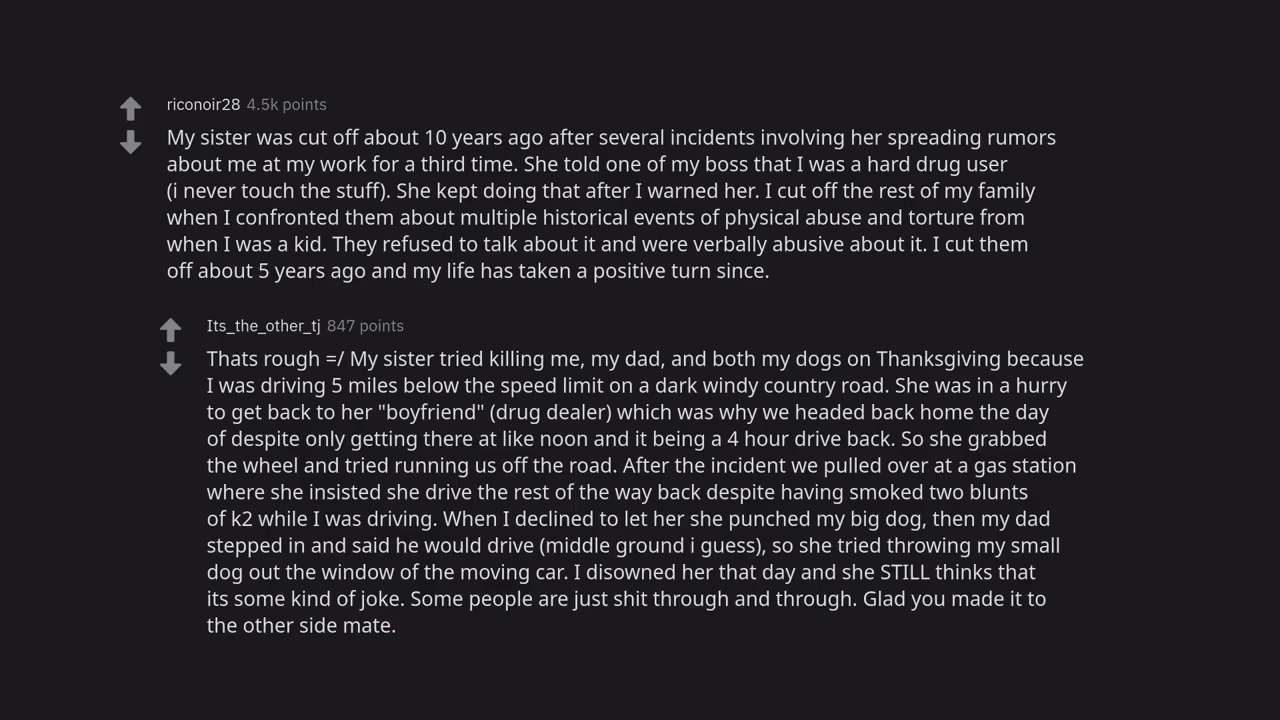 riconoir28 4.5k points
My sister was cut off about 10 years ago after several incidents involving her spreading rumors
about me at my work for a third time. She told one of my boss that I was a hard drug user
(i never touch the stuff). She kept doing that after I warned her. I cut off the rest of my family
when I confronted them about multiple historical events of physical abuse and torture from
when I was a kid. They refused to talk about it and were verbally abusive about it. I cut them
off about 5 years ago and my life has taken a positive turn since.
Its_the_other_tj 847 points
Thats rough =/ My sister tried killing me, my dad, and both my dogs on Thanksgiving because
I was driving 5 miles below the speed limit on a dark windy country road. She was in a hurry
to get back to her "boyfriend" (drug dealer) which was why we headed back home the day
of despite only getting there at like noon and it being a 4 hour drive back. So she grabbed
the wheel and tried running us off the road. After the incident we pulled over at a gas station
where she insisted she drive the rest of the way back despite having smoked two blunts
of k2 while I was driving. When I declined to let her she punched my big dog, then my dad
stepped in and said he would drive (middle ground i guess), so she tried throwing my small
dog out the window of the moving car. I disowned her that day and she STILL thinks that
its some kind of joke. Some people are just shit through and through. Glad you made it to
the other side mate.